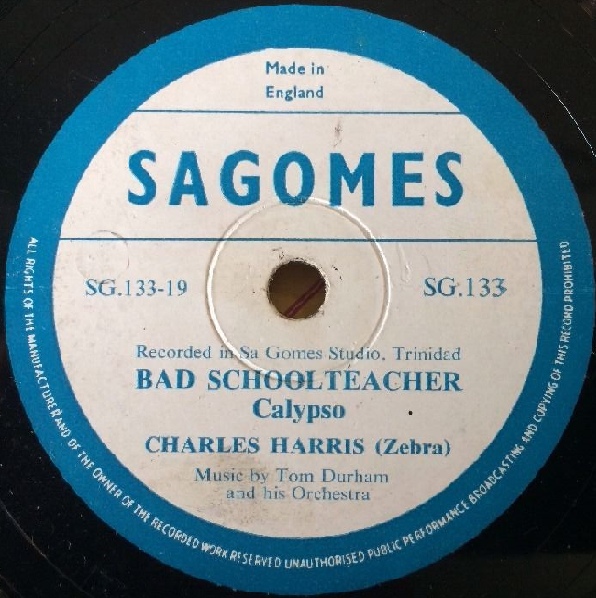 Made in
England
SAGOMES
SG.133-19
SG.133
Recorded in Sa Gomes Studio, Trinidad
BAD SCHOOLTEACHER
Calypso
CHARLES HARRIS (Zebra)
Music by Tom Durham
and his Orchestra
ALL RIGHTS OF THE MANUFACTURER AND OF THE OWNER OF THE RECORDED WORK RESERVED UNAUTHORISED PUBLIC PERFORMANCE BROADCASTING AND COPYING OF THIS RECORD PROHIBITED